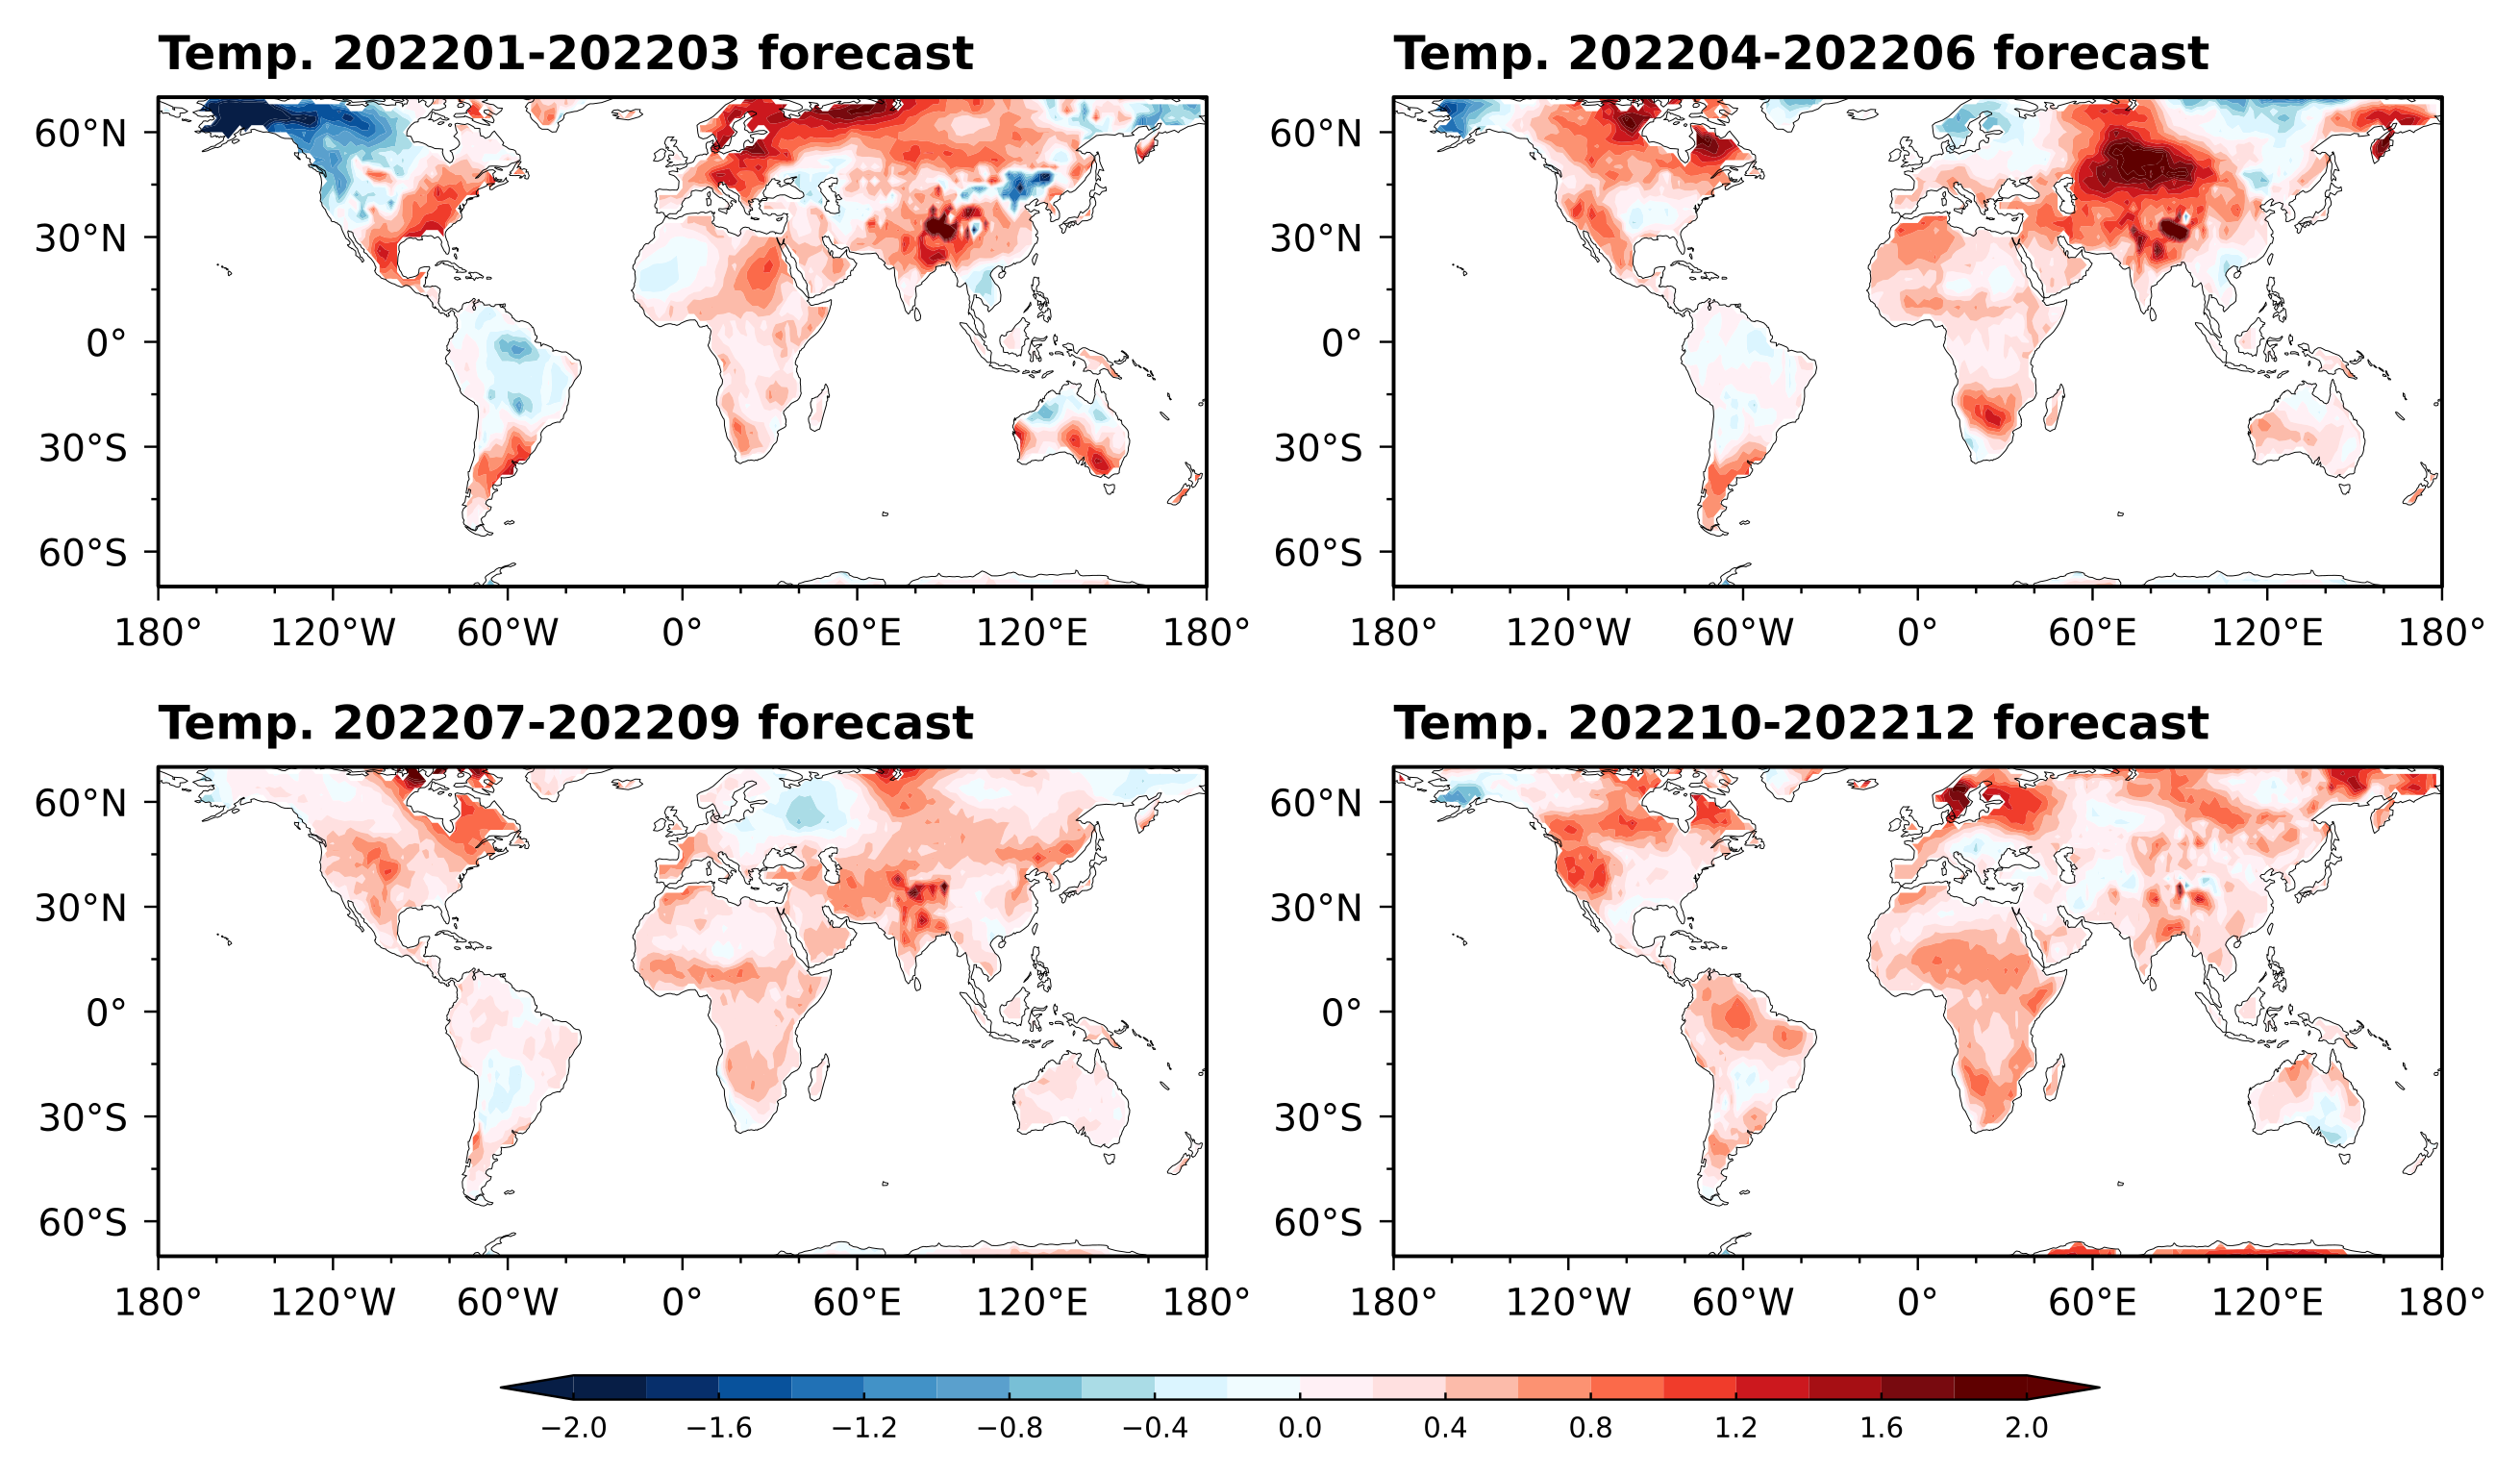 Temp. 202201-202203 forecast
Temp. 202204-202206 forecast
60°N
30°N
0°
30°S
60°S
180° 120°W 60°W 0° 60°E 120°E 180°
60°N
30°N
0°
30°S
60°S
180° 120°W 60°W 0° 60°E 120°E 180°
Temp. 202207-202209 forecast
Temp. 202210-202212 forecast
60°N
30°N
0°
30°S
60°S
180° 120°W 60°W 0° 60°E 120°E 180°
60°N
30°N
0°
30°S
60°S
180° 120°W 60°W 0° 60°E 120°E 180°
−2.0 −1.6 −1.2 −0.8 −0.4 0.0 0.4 0.8 1.2 1.6 2.0